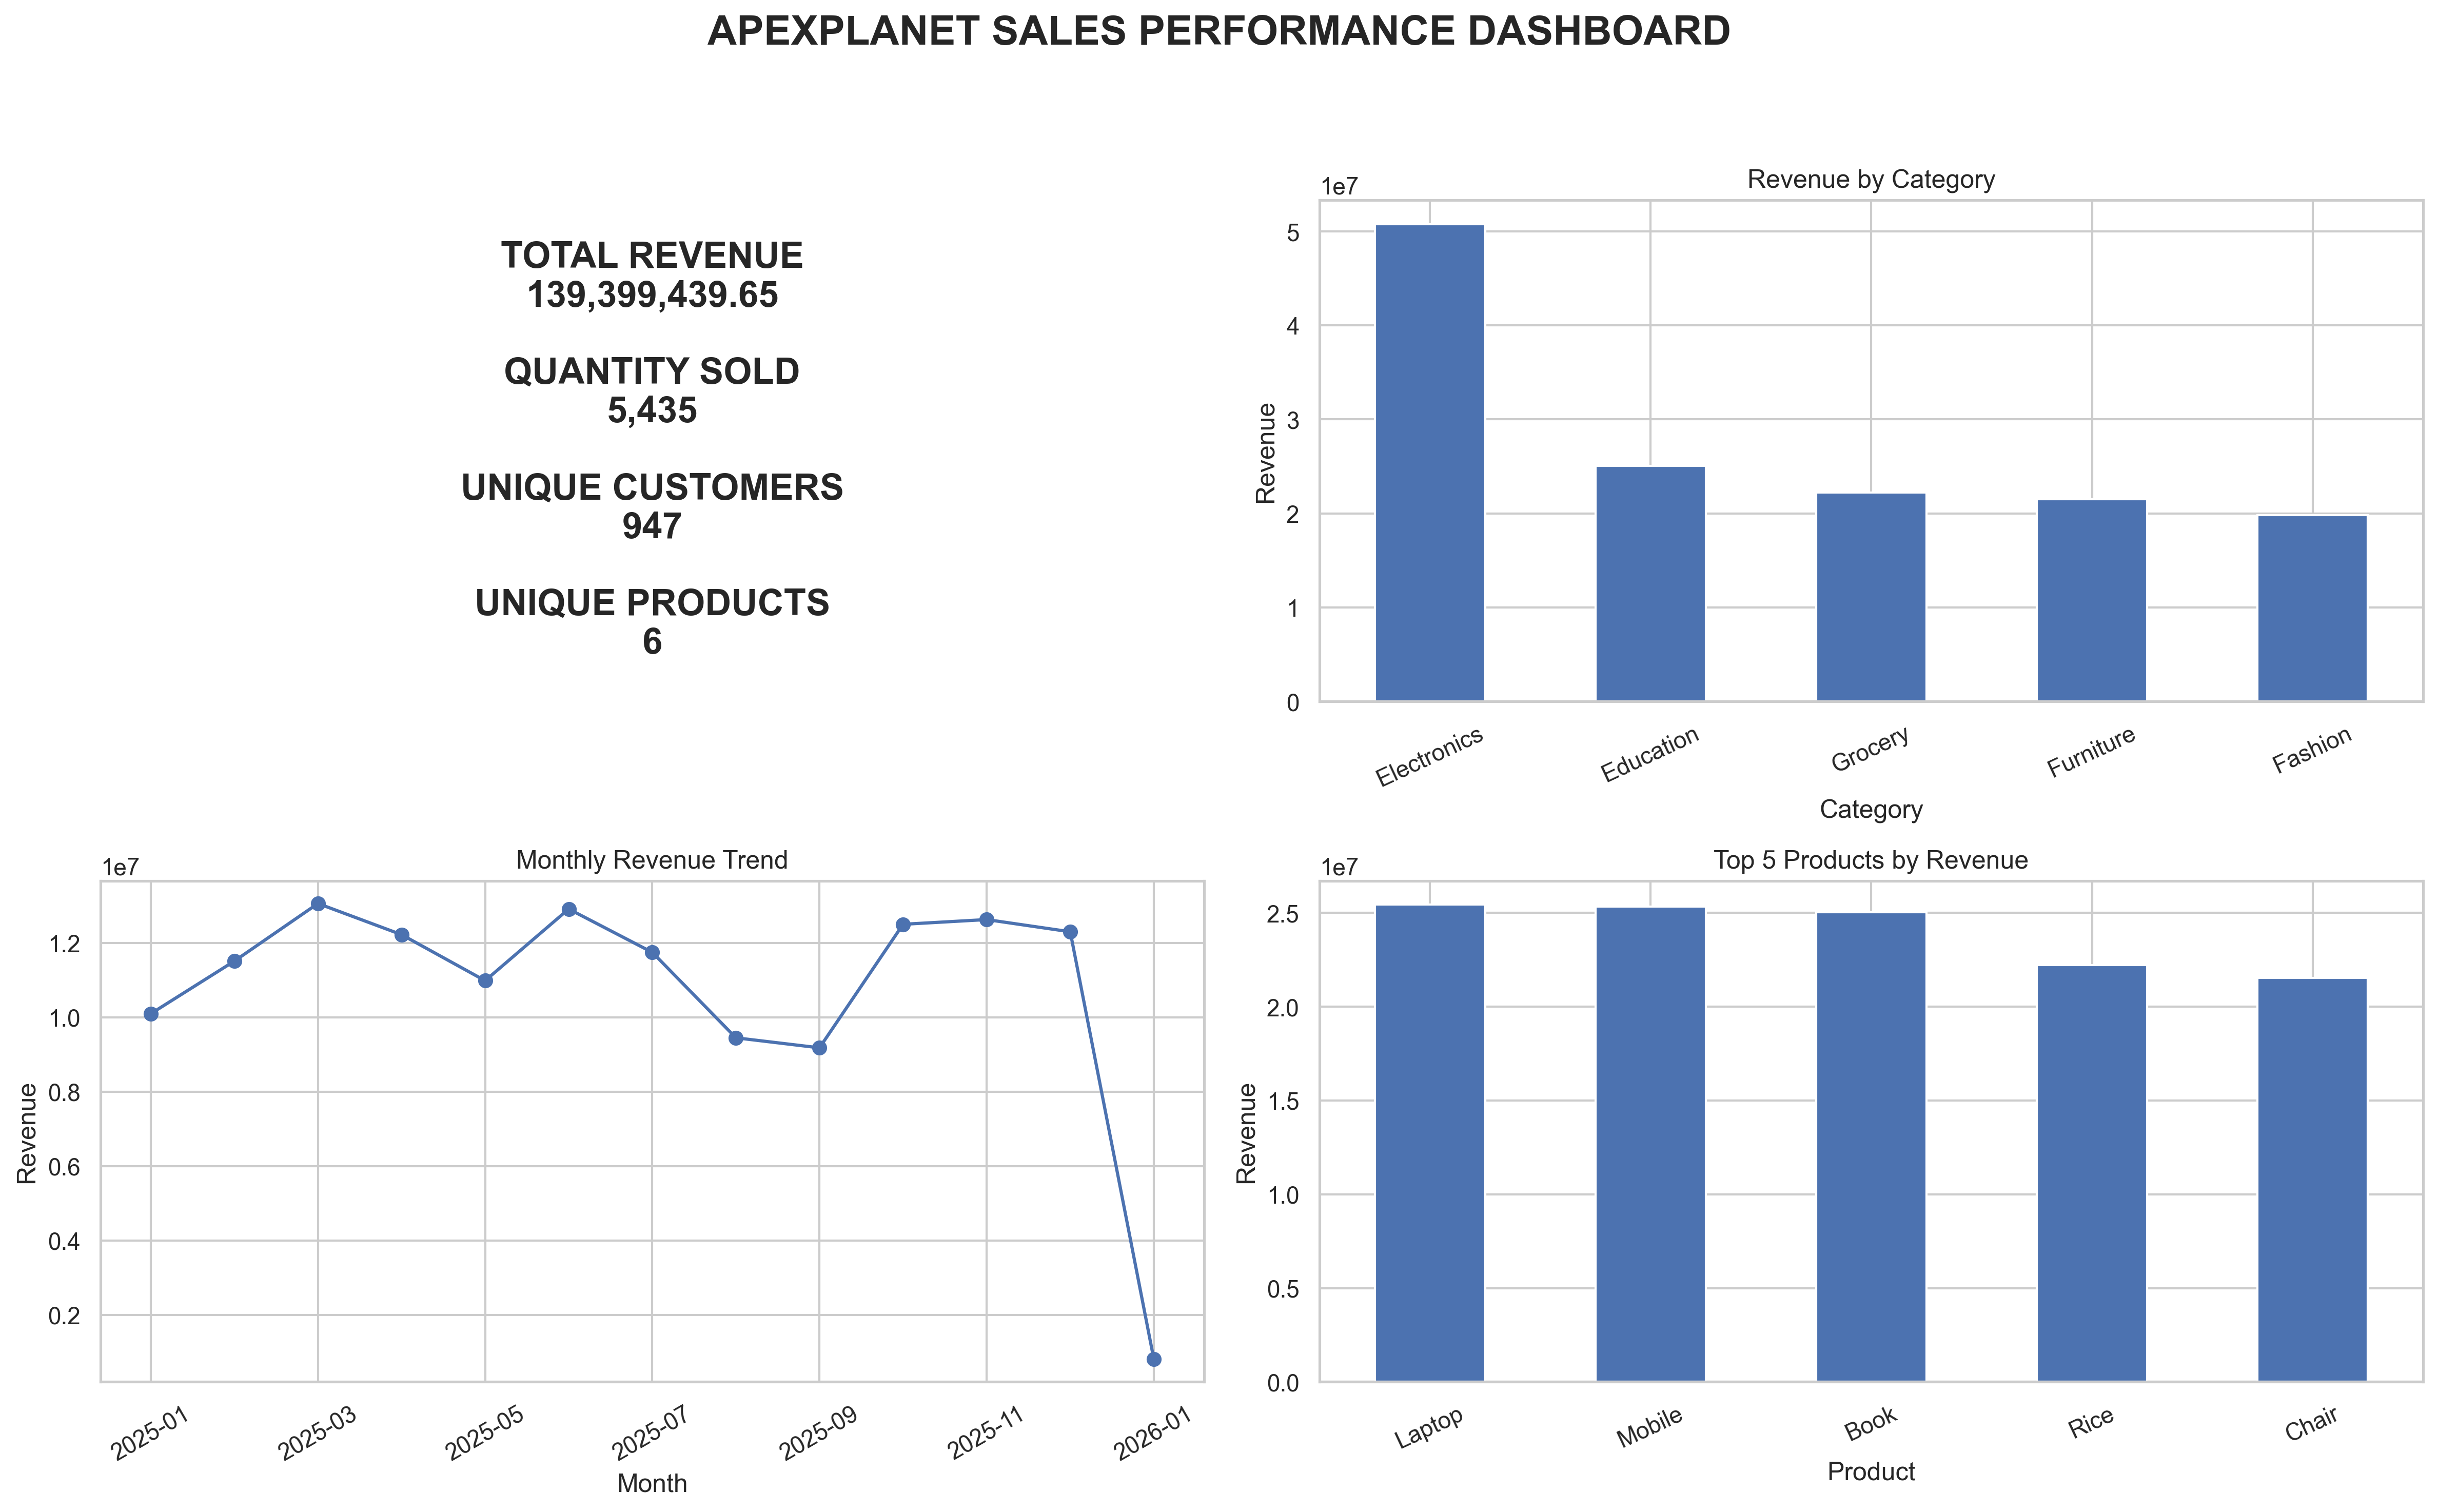 APEXPLANET SALES PERFORMANCE DASHBOARD
TOTAL REVENUE
139,399,439.65
QUANTITY SOLD
5,435
UNIQUE CUSTOMERS
947
UNIQUE PRODUCTS
6
Revenue by Category
1e7
5
4
3
2
1
0
Revenue
Electronics
Education
Grocery
Furniture
Fashion
Category
Monthly Revenue Trend
1e7
1.2
1.0
0.8
0.6
0.4
0.2
Revenue
2025-01
2025-03
2025-05
2025-07
2025-09
2025-11
2026-01
Month
Top 5 Products by Revenue
1e7
2.5
2.0
1.5
1.0
0.5
0.0
Revenue
Laptop
Mobile
Book
Rice
Chair
Product